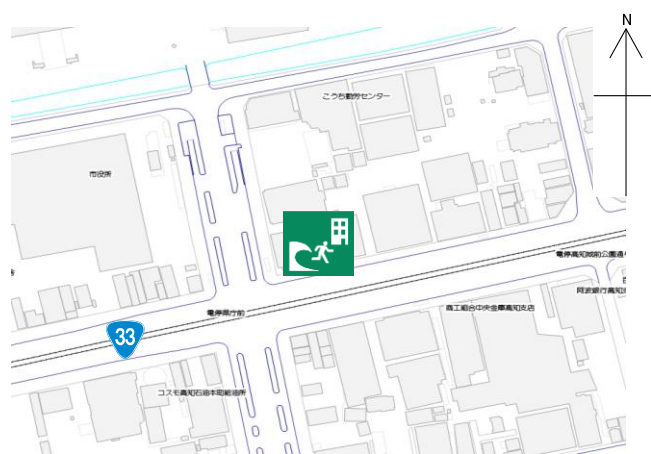 N
こうち勤労センター
市役所
電停高知城前公園通り
阿波銀行高知支
商工組合中央金庫高知支店
電停県庁前
33
コスモ高知石油本町給油所